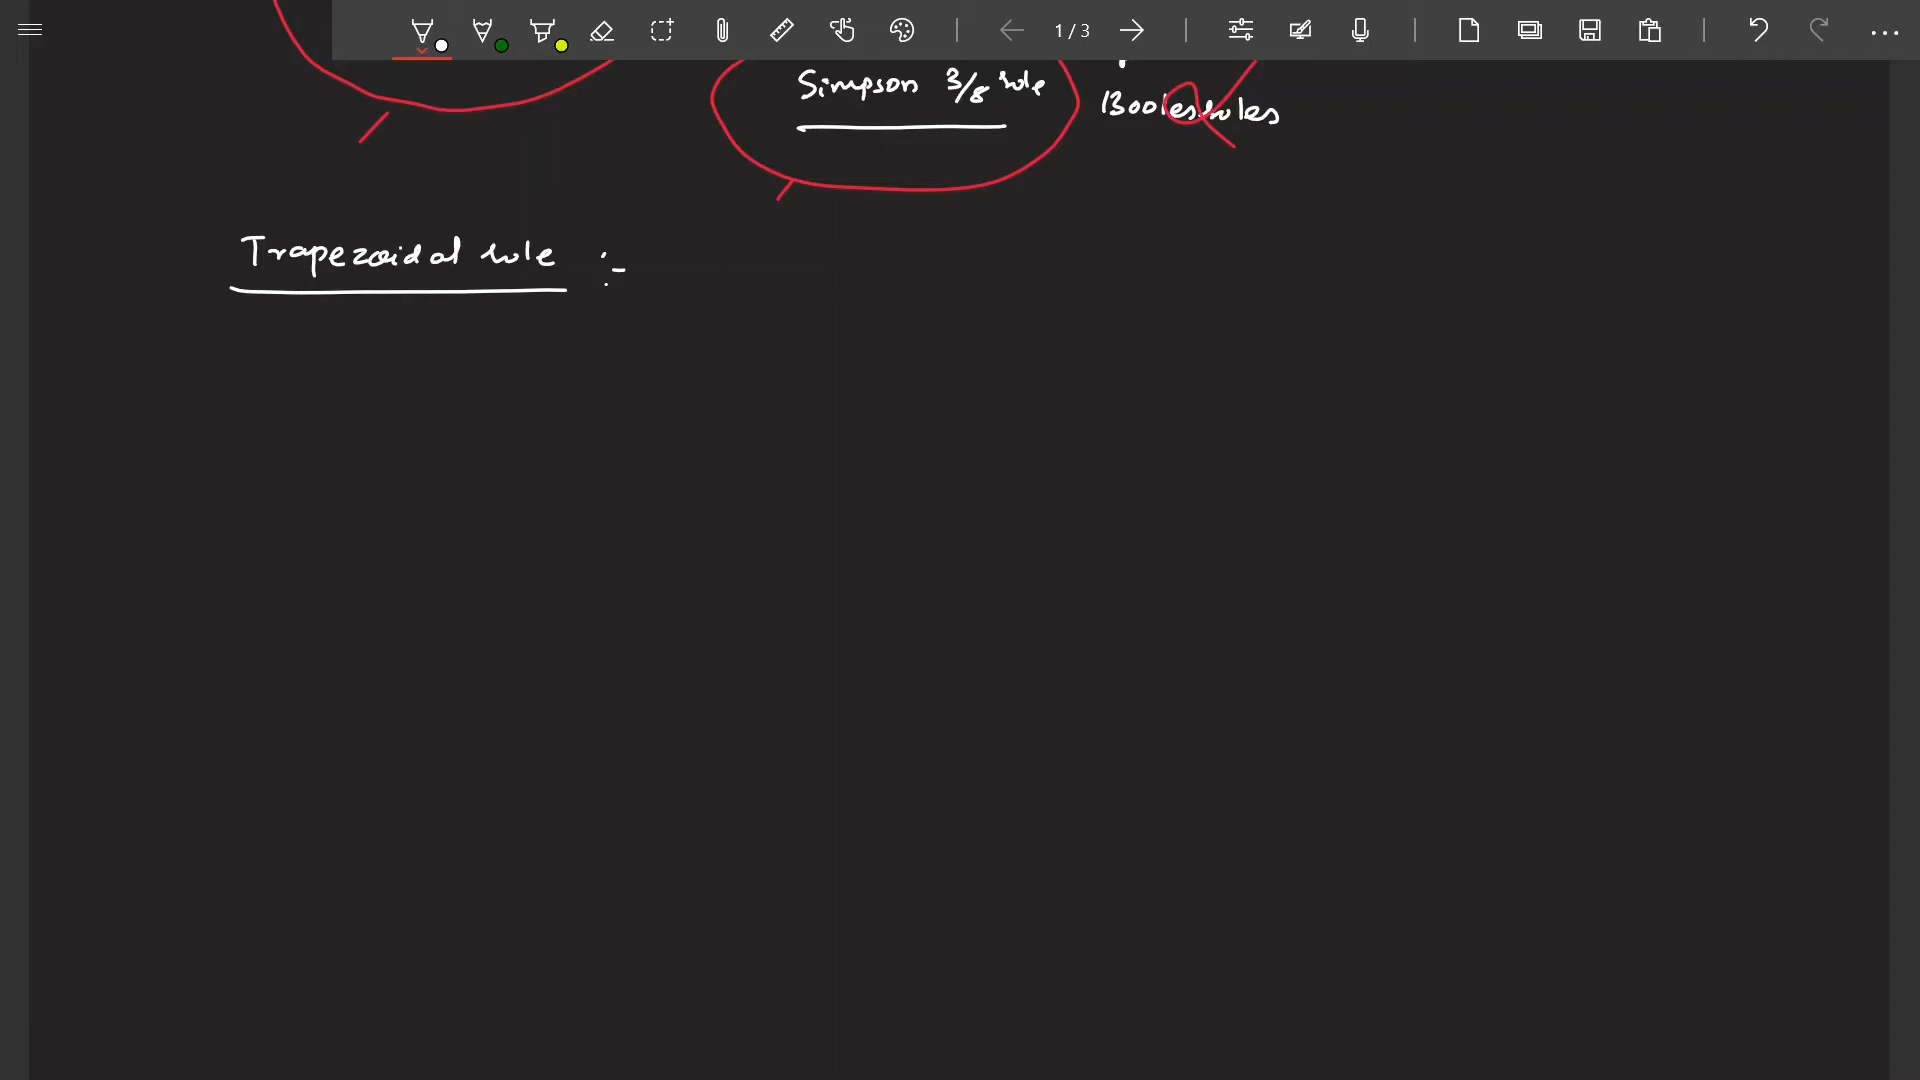 1 / 3
Simpson 3/8 rule
Booles rules
Trapezoidal rule :-